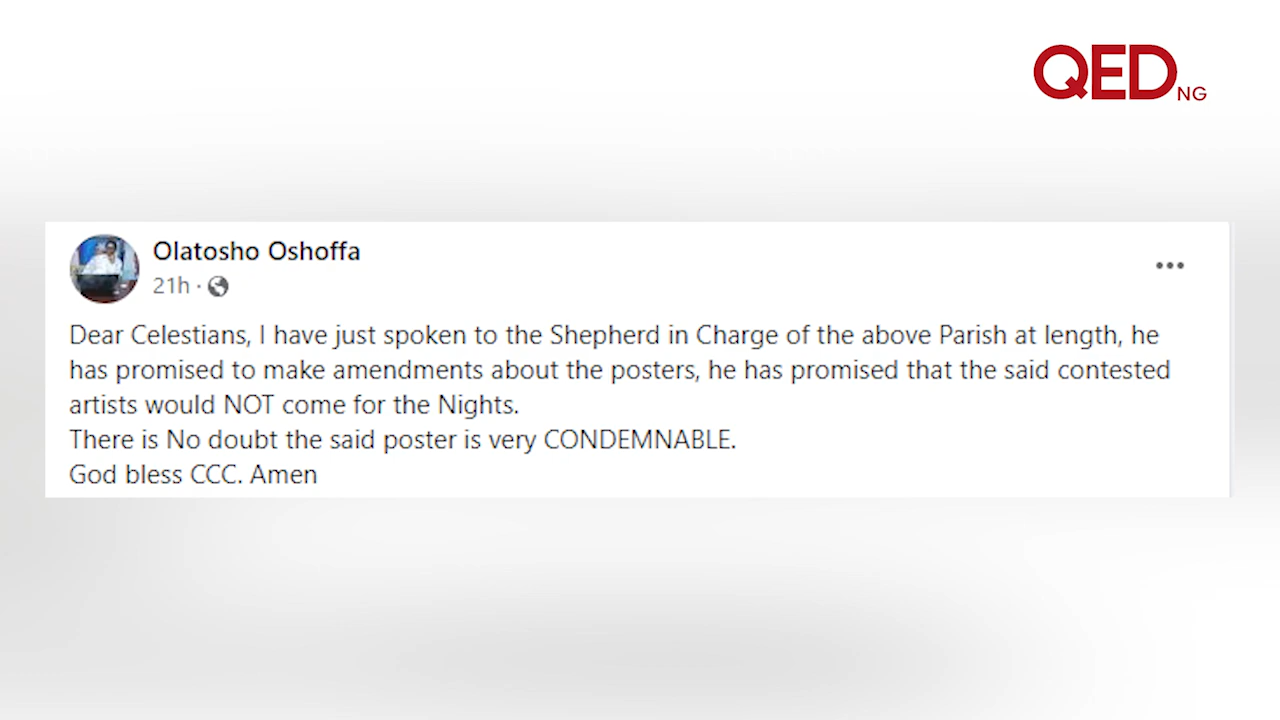 QED NG
Olatosho Oshoffa
21h ·
Dear Celestians, I have just spoken to the Shepherd in Charge of the above Parish at length, he
has promised to make amendments about the posters, he has promised that the said contested
artists would NOT come for the Nights.
There is No doubt the said poster is very CONDEMNABLE.
God bless CCC. Amen